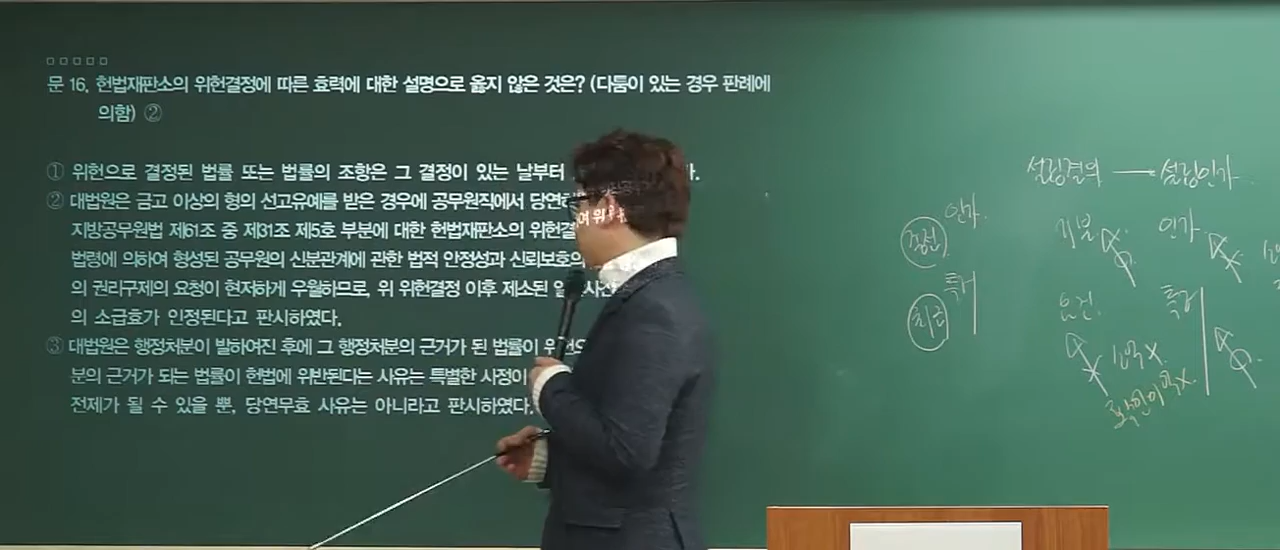 문 16. 헌법재판소의 위헌결정에 따른 효력에 대한 설명으로 옳지 않은 것은? (다툼이 있는 경우 판례에
의함) ②
① 위헌으로 결정된 법률 또는 법률의 조항은 그 결정이 있는 날부터
② 대법원은 금고 이상의 형의 선고유예를 받은 경우에 공무원직에서
지방공무원법 제61조 중 제31조 제5호 부분에 대한 헌법재판소의
법령에 의하여 형성된 공무원의 신분관계에 관한 법적 안정성과 신뢰보호의
의 권리구제의 요청이 현저하게 우월하므로, 위 위헌결정 이후 제소된
의 소급효가 인정된다고 판시하였다.
③ 대법원은 행정처분이 발하여진 후에 그 행정처분의 근거가 된 법률이
분의 근거가 되는 법률이 헌법에 위반된다는 사유는 특별한 사정이
전제가 될 수 있을 뿐, 당연무효 사유는 아니라고 판시하였다.
설립결의 → 설립인가
인가
기본 인가
특허
요건 특허